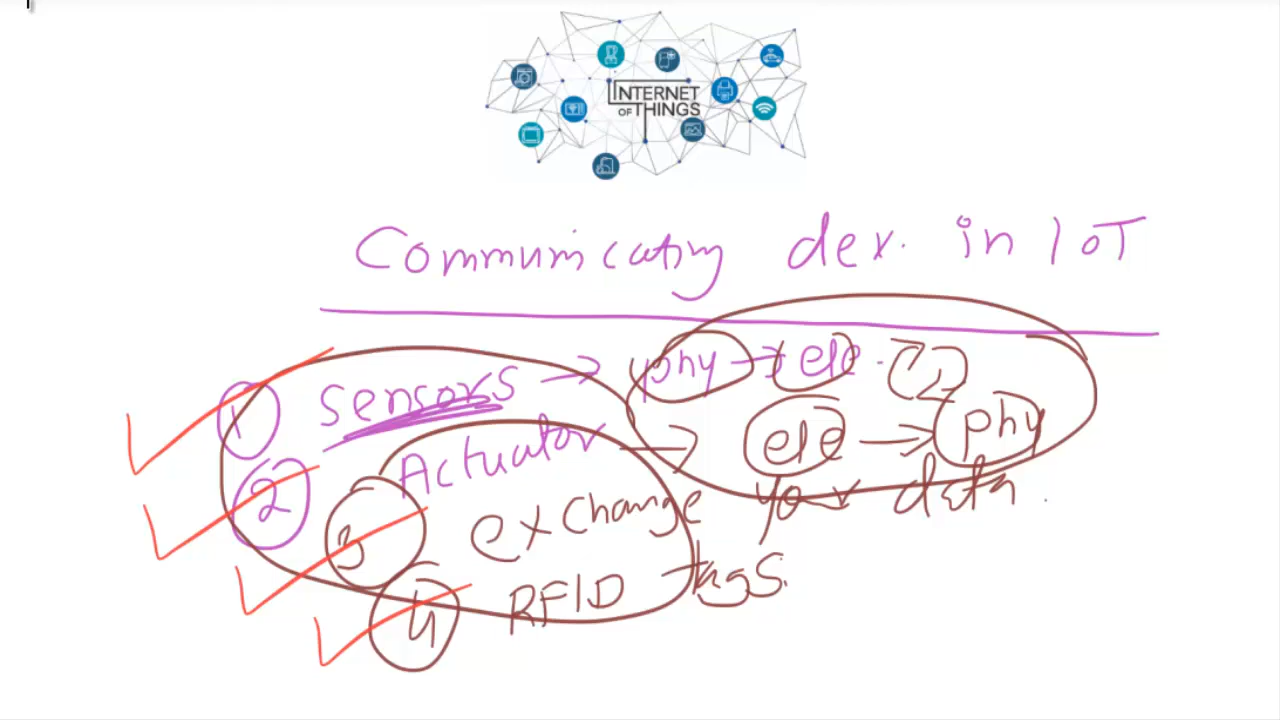 INTERNET
OF THINGS
Communicating dev. in IoT
1 Sensors → phy → ele.
2 Actuator → ele → phy
3 exchange your data.
4 RFID tags.